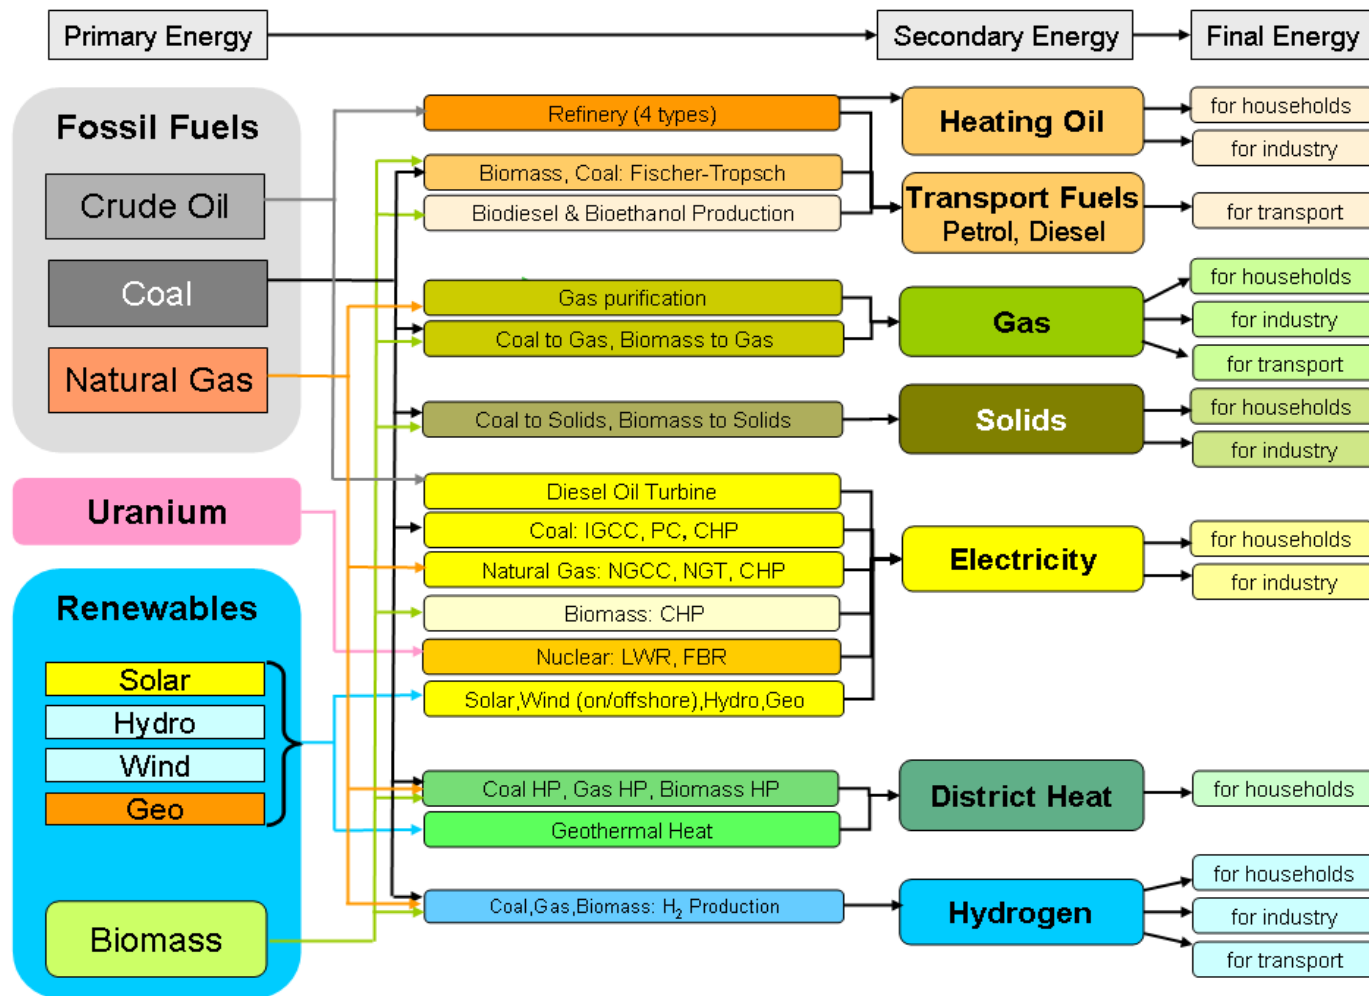 Primary Energy
Secondary Energy
Final Energy
Fossil Fuels
Crude Oil
Coal
Natural Gas
Uranium
Renewables
Solar
Hydro
Wind
Geo
Biomass
Refinery (4 types)
Biomass, Coal: Fischer-Tropsch
Biodiesel & Bioethanol Production
Gas purification
Coal to Gas, Biomass to Gas
Coal to Solids, Biomass to Solids
Diesel Oil Turbine
Coal: IGCC, PC, CHP
Natural Gas: NGCC, NGT, CHP
Biomass: CHP
Nuclear: LWR, FBR
Solar,Wind (on/offshore),Hydro,Geo
Coal HP, Gas HP, Biomass HP
Geothermal Heat
Coal,Gas,Biomass: H₂ Production
Heating Oil
for households
for industry
Transport Fuels
Petrol, Diesel
for transport
Gas
for households
for industry
for transport
Solids
for households
for industry
Electricity
for households
for industry
District Heat
for households
Hydrogen
for households
for industry
for transport